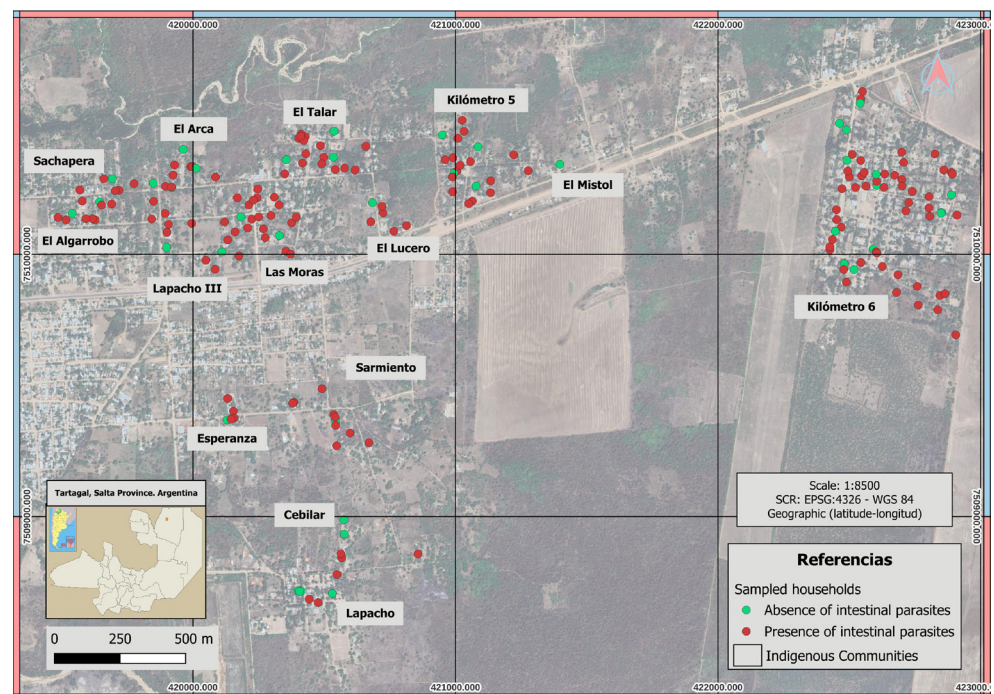 420000.000
421000.000
422000.000
423000.
Kilómetro 5
El Talar
El Arca
Sachapera
El Mistol
El Algarrobo
El Lucero
7510000.000
7510000.000
Las Moras
Lapacho III
Kilómetro 6
Sarmiento
Esperanza
Tartagal, Salta Province. Argentina
Scale: 1:8500
SCR: EPSG:4326 - WGS 84
Geographic (latitude-longitud)
Cebilar
7509000.000
7509000.000
Lapacho
Referencias
Sampled households
Absence of intestinal parasites
Presence of intestinal parasites
Indigenous Communities
0 250 500 m
420000.000
421000.000
422000.000
423000.